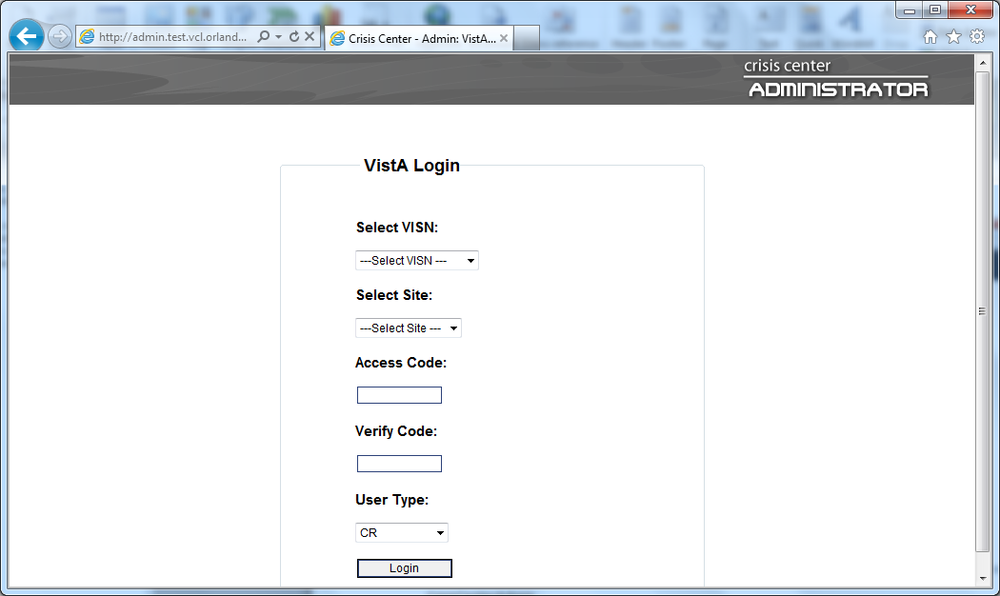 http://admin.test.vcl.orland...
Crisis Center - Admin: VistA...
crisis center
ADMINISTRATOR
VistA Login
Select VISN:
---Select VISN ---
Select Site:
---Select Site ---
Access Code:
Verify Code:
User Type:
CR
Login